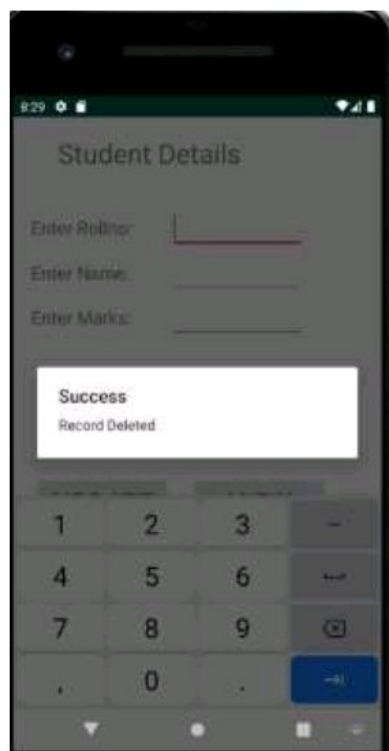 8:29
Student Details
Enter Rollno:
Enter Name:
Enter Marks:
Success
Record Deleted
1 2 3 -
4 5 6
7 8 9
, 0 .